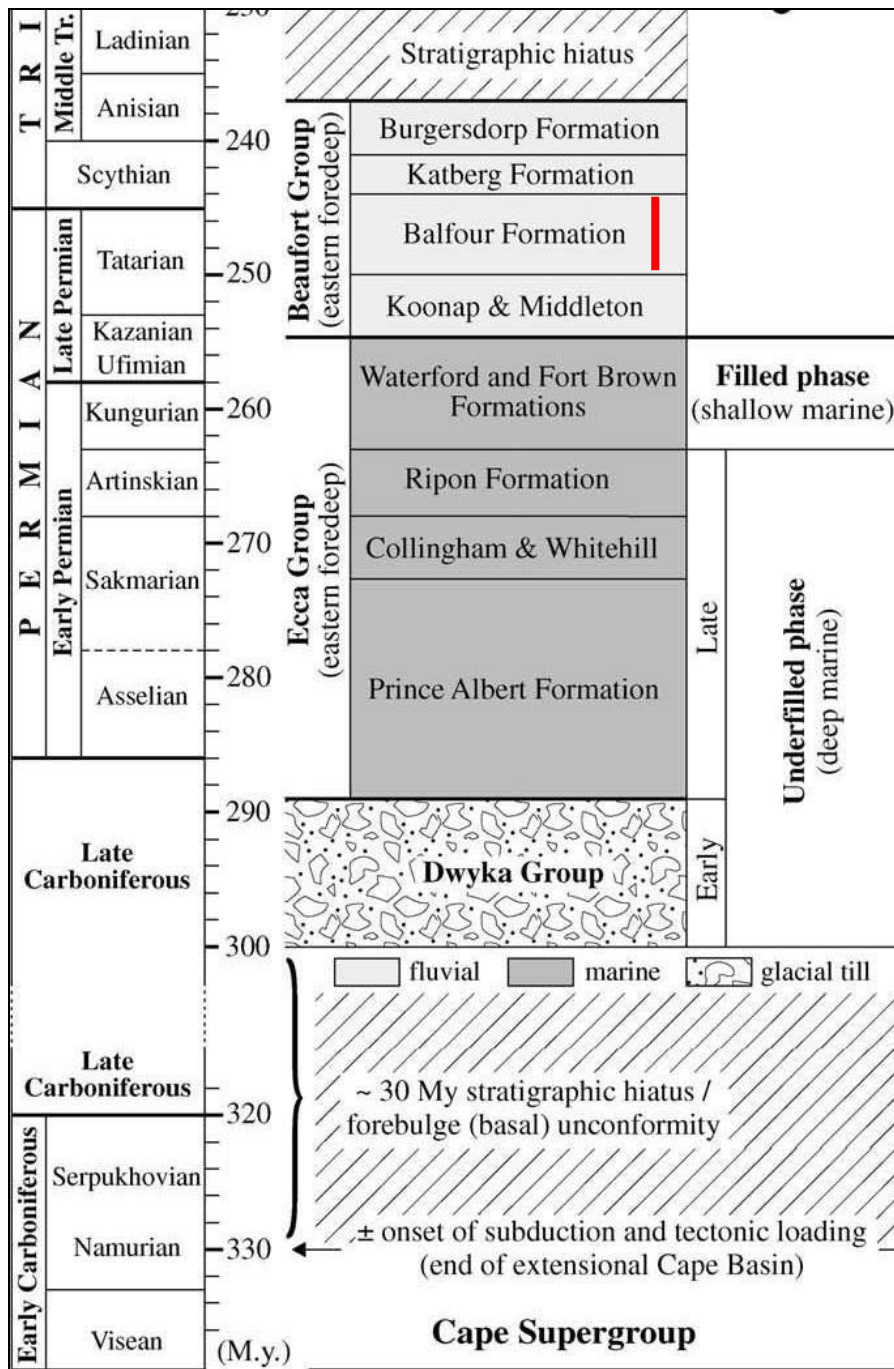 T R I
Middle Tr.
Ladinian
Anisian
Scythian
P E R M I A N
Late Permian
Tatarian
Kazanian
Ufimian
Early Permian
Kungurian
Artinskian
Sakmarian
Asselian
Late
Carboniferous
Late
Carboniferous
Early Carboniferous
Serpukhovian
Namurian
Visean
240
250
260
270
280
290
300
320
330
(M.y.)
Stratigraphic hiatus
Beaufort Group
(eastern foredeep)
Burgersdorp Formation
Katberg Formation
Balfour Formation
Koonap & Middleton
Ecca Group
(eastern foredeep)
Waterford and Fort Brown
Formations
Ripon Formation
Collingham & Whitehill
Prince Albert Formation
Dwyka Group
Filled phase
(shallow marine)
Late
Early
Underfilled phase
(deep marine)
fluvial
marine
glacial till
~ 30 My stratigraphic hiatus /
forebulge (basal) unconformity
± onset of subduction and tectonic loading
(end of extensional Cape Basin)
Cape Supergroup